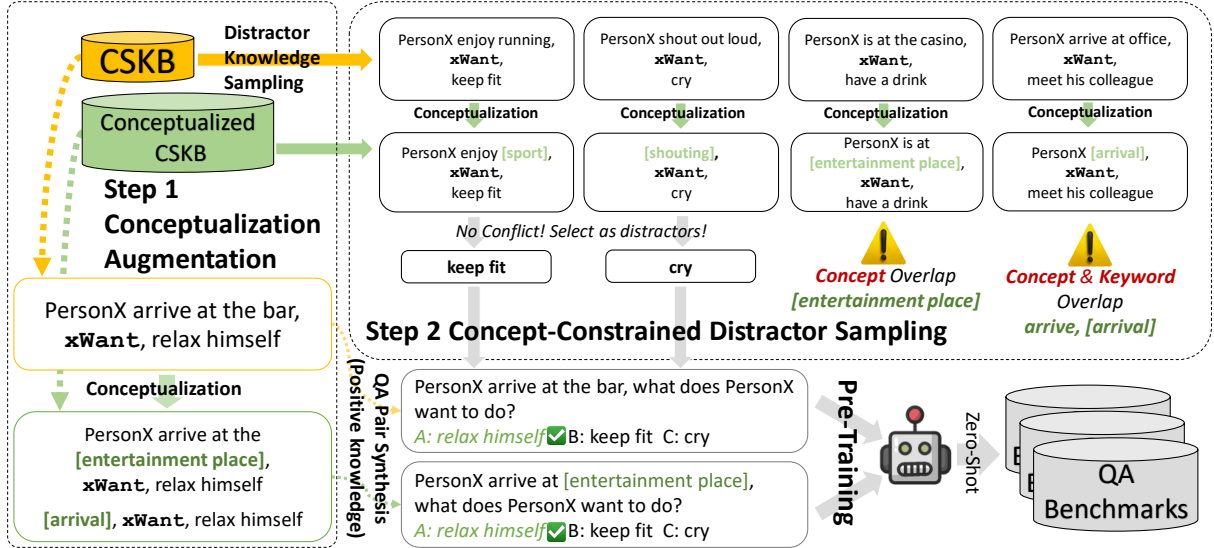 CSKB
Conceptualized
CSKB
Distractor
Knowledge
Sampling
Step 1
Conceptualization
Augmentation
PersonX arrive at the bar,
xWant, relax himself
Conceptualization
PersonX arrive at the
[entertainment place],
xWant, relax himself
[arrival], xWant, relax himself
PersonX enjoy running,
xWant,
keep fit
PersonX shout out loud,
xWant,
cry
PersonX is at the casino,
xWant,
have a drink
PersonX arrive at office,
xWant,
meet his colleague
Conceptualization
Conceptualization
Conceptualization
Conceptualization
PersonX enjoy [sport],
xWant,
keep fit
[shouting],
xWant,
cry
PersonX is at
[entertainment place],
xWant,
have a drink
PersonX [arrival],
xWant,
meet his colleague
No Conflict! Select as distractors!
keep fit
cry
Concept Overlap
[entertainment place]
Concept & Keyword
Overlap
arrive, [arrival]
Step 2 Concept-Constrained Distractor Sampling
QA Pair Synthesis
(Positive knowledge)
PersonX arrive at the bar, what does PersonX
want to do?
A: relax himself ✅ B: keep fit C: cry
PersonX arrive at [entertainment place],
what does PersonX want to do?
A: relax himself ✅ B: keep fit C: cry
Pre-Training
Zero-Shot
QA
Benchmarks